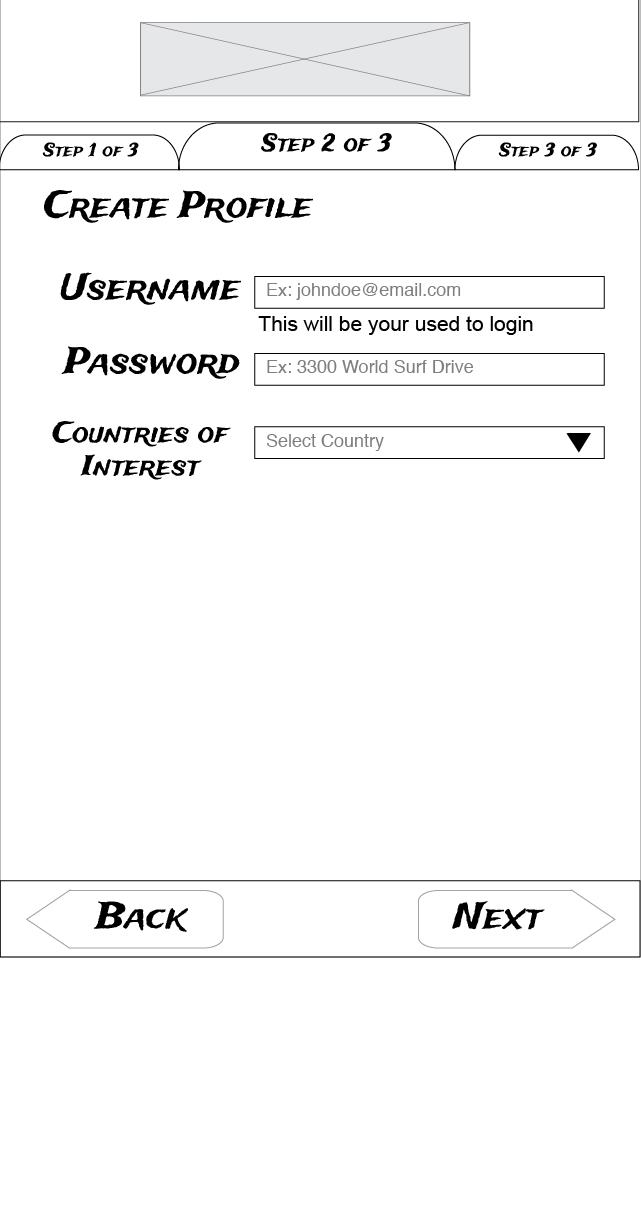 Step 1 of 3
Step 2 of 3
Step 3 of 3
Create Profile
Username
Ex: johndoe@email.com
This will be your used to login
Password
Ex: 3300 World Surf Drive
Countries of
Interest
Select Country
Back
Next